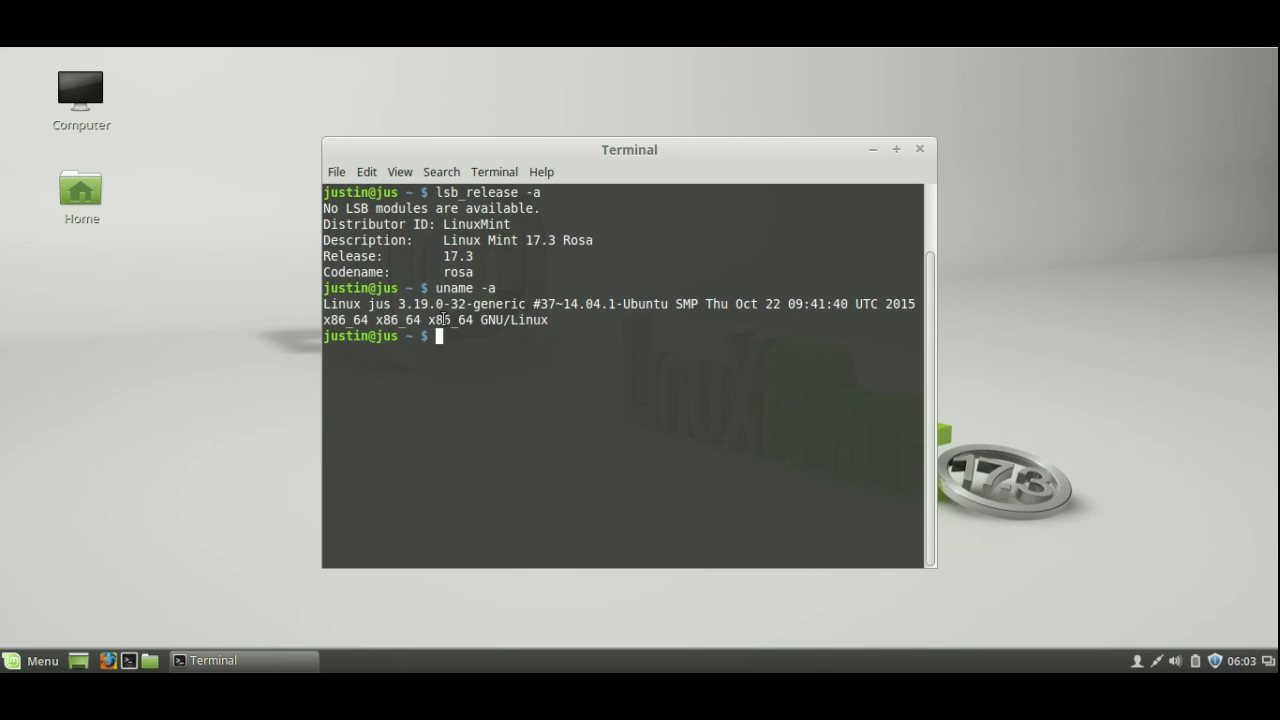 Computer
Home
Terminal
File Edit View Search Terminal Help
justin@jus ~ $ lsb_release -a
No LSB modules are available.
Distributor ID: LinuxMint
Description:    Linux Mint 17.3 Rosa
Release:        17.3
Codename:       rosa
justin@jus ~ $ uname -a
Linux jus 3.19.0-32-generic #37~14.04.1-Ubuntu SMP Thu Oct 22 09:41:40 UTC 2015
x86_64 x86_64 x86_64 GNU/Linux
justin@jus ~ $
17.3
Menu Terminal 06:03